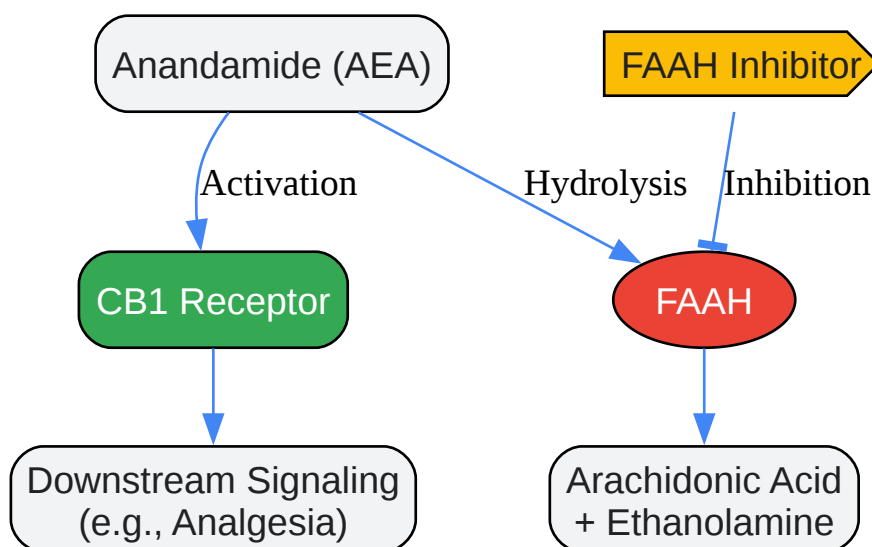 Anandamide (AEA)
FAAH Inhibitor
Activation
Hydrolysis
Inhibition
CB1 Receptor
FAAH
Downstream Signaling
(e.g., Analgesia)
Arachidonic Acid
+ Ethanolamine